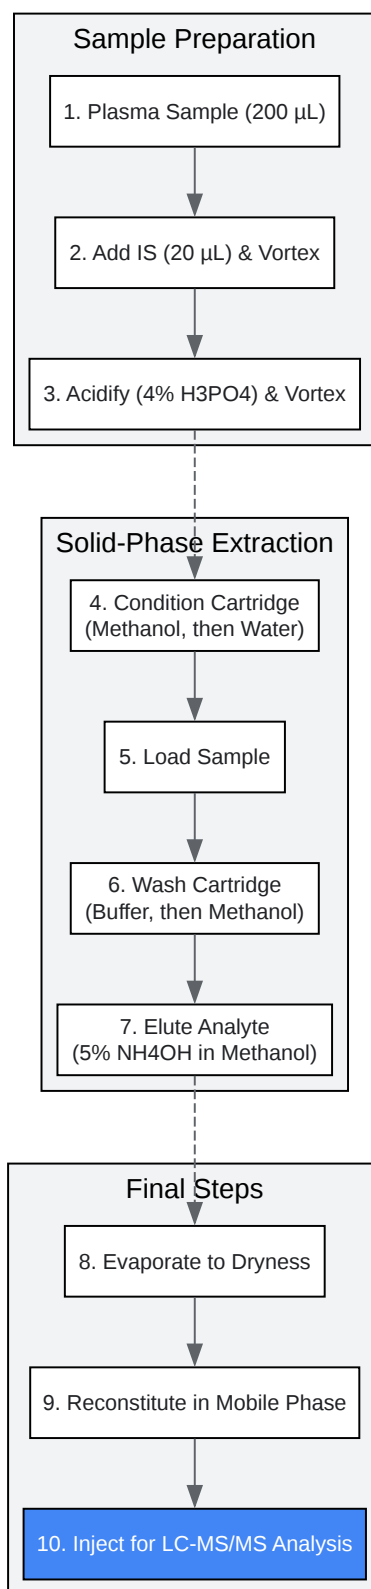 Sample Preparation
1. Plasma Sample (200 µL)
2. Add IS (20 µL) & Vortex
3. Acidify (4% H3PO4) & Vortex
Solid-Phase Extraction
4. Condition Cartridge
(Methanol, then Water)
5. Load Sample
6. Wash Cartridge
(Buffer, then Methanol)
7. Elute Analyte
(5% NH4OH in Methanol)
Final Steps
8. Evaporate to Dryness
9. Reconstitute in Mobile Phase
10. Inject for LC-MS/MS Analysis